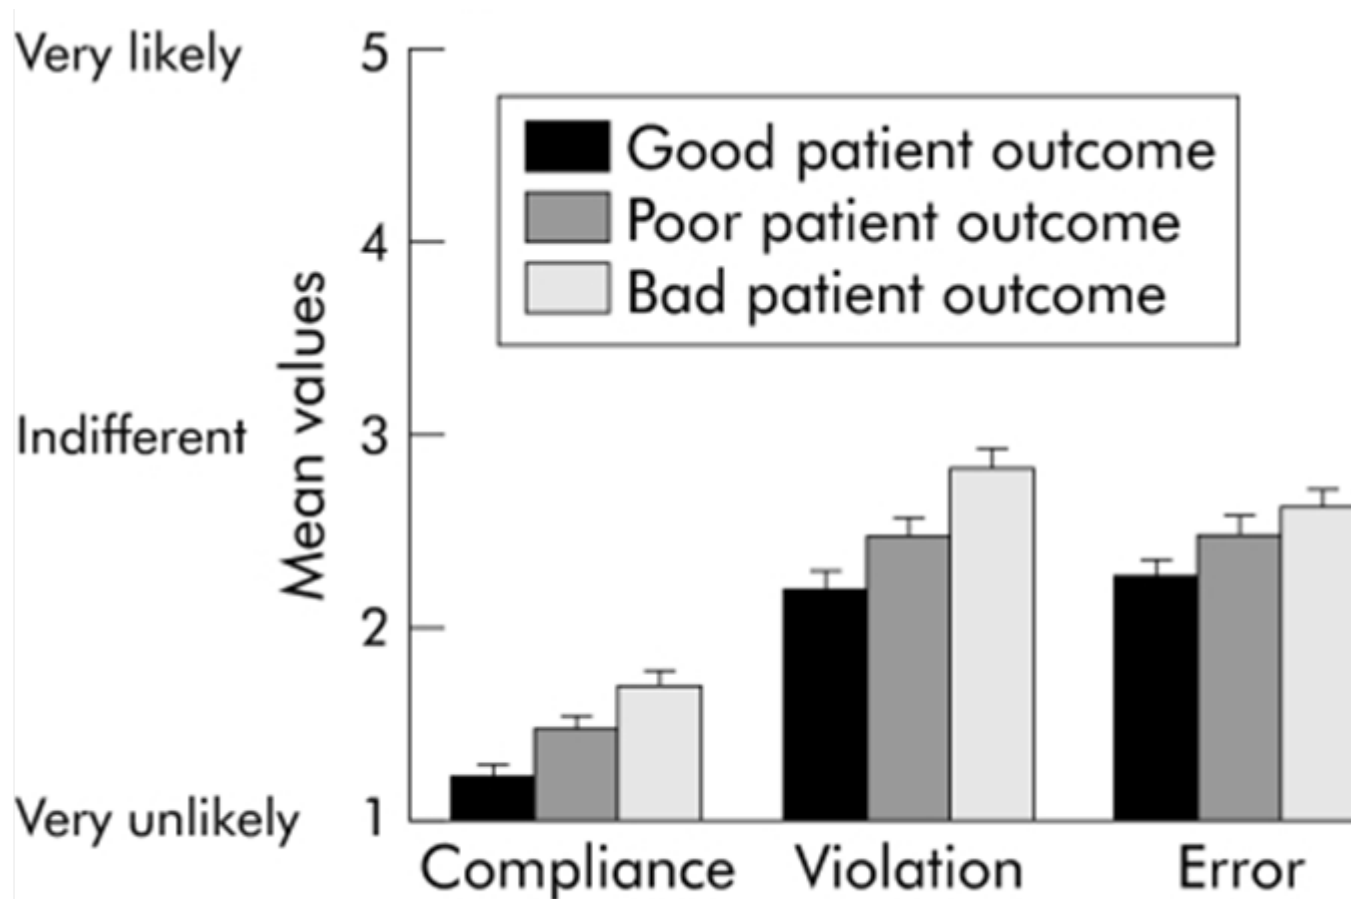 Very likely
5
Good patient outcome
Poor patient outcome
4
Bad patient outcome
Mean values
Indifferent
3
2
Very unlikely
1
Compliance
Violation
Error